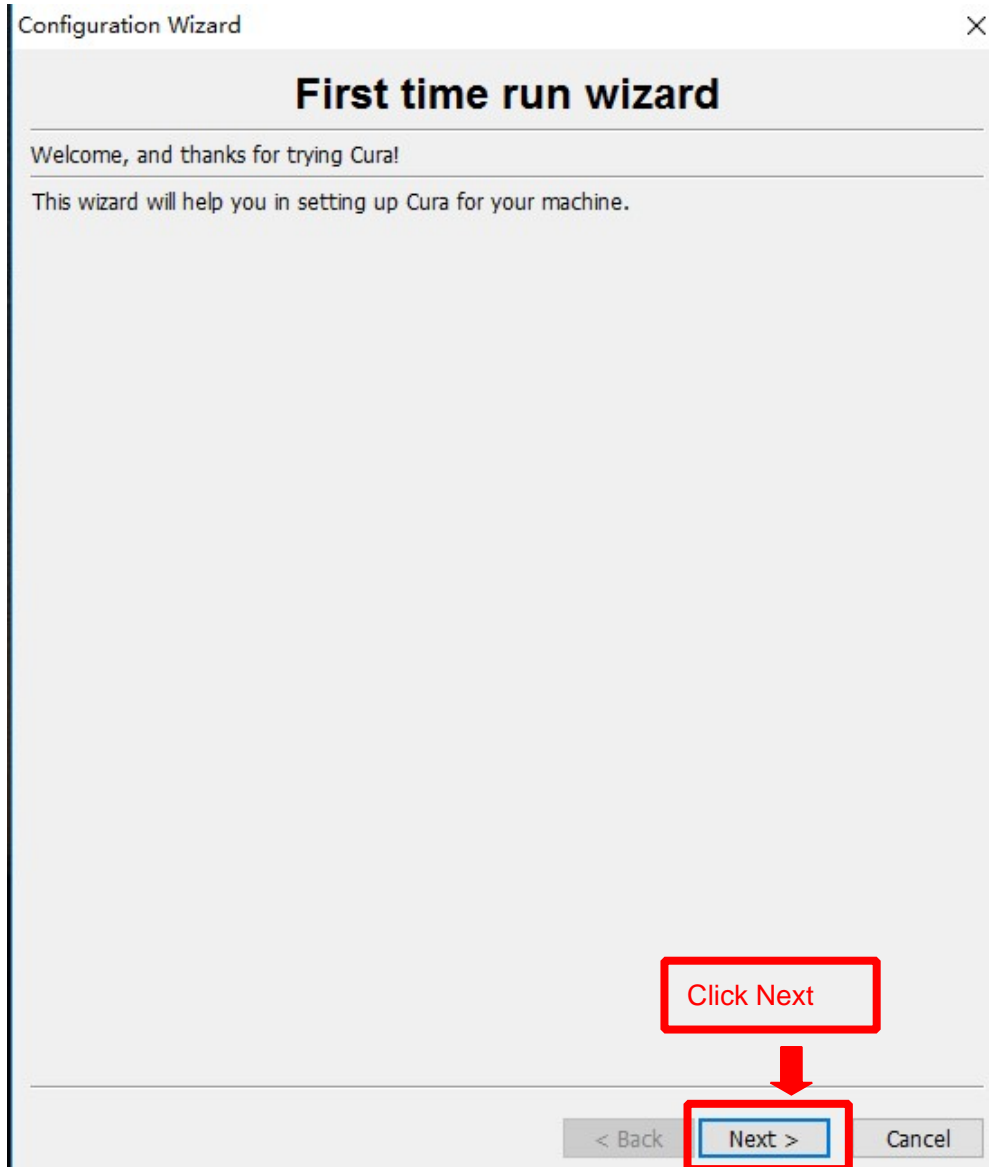 Configuration Wizard
First time run wizard
Welcome, and thanks for trying Cura!
This wizard will help you in setting up Cura for your machine.
Click Next
< Back Next > Cancel